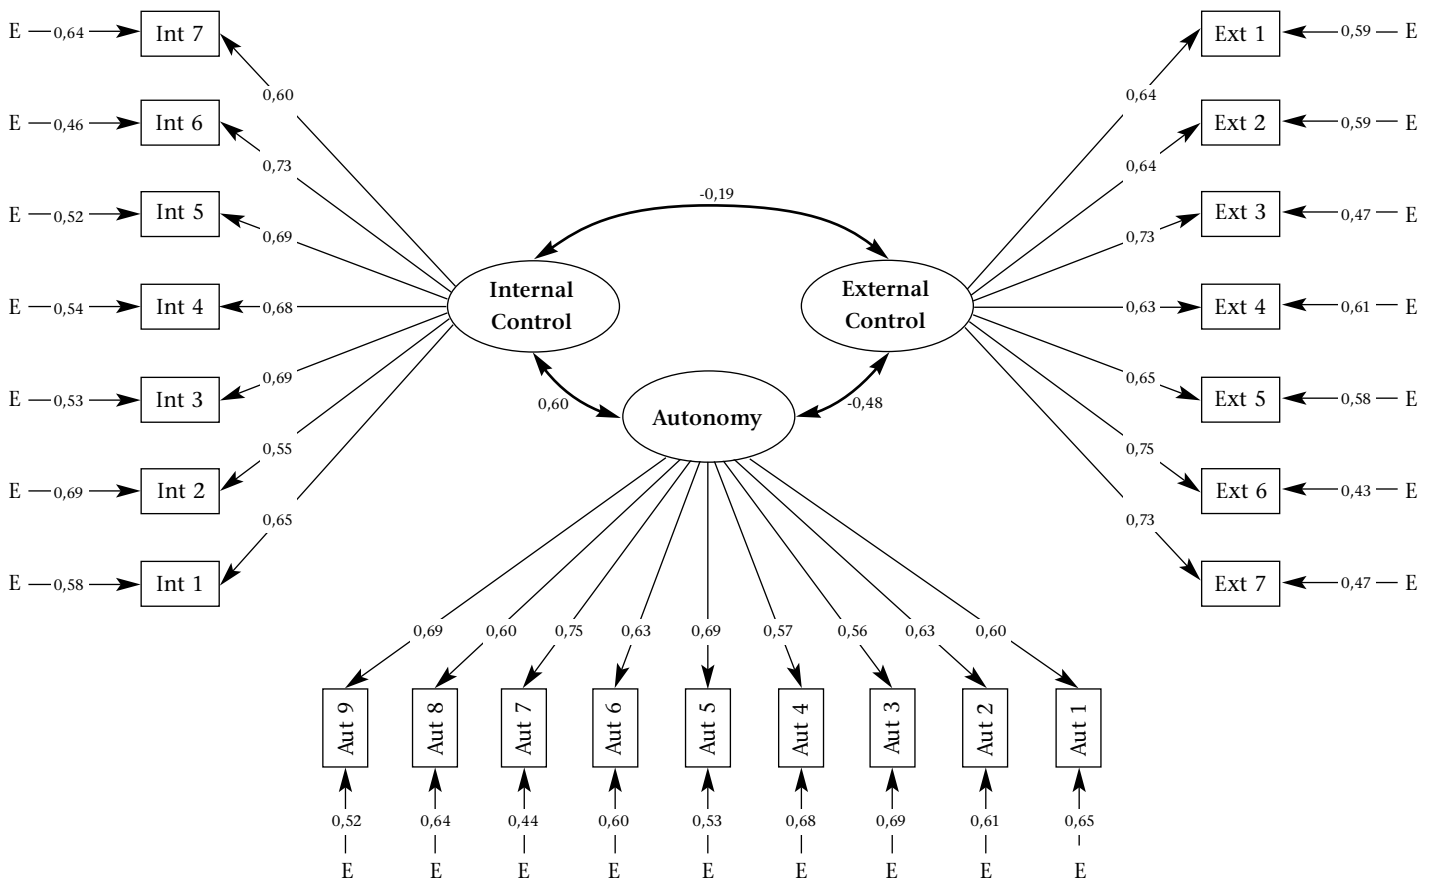 E 0,64 Int 7
0,60
E 0,46 Int 6
0,73
E 0,52 Int 5
0,69
E 0,54 Int 4
0,68
E 0,53 Int 3
0,69
E 0,69 Int 2
0,55
E 0,58 Int 1
0,65
-0,19
Internal
Control
External
Control
0,60
Autonomy
-0,48
Ext 1 0,59 E
0,64
Ext 2 0,59 E
0,64
Ext 3 0,47 E
0,73
Ext 4 0,61 E
0,63
Ext 5 0,58 E
0,65
Ext 6 0,43 E
0,75
Ext 7 0,47 E
0,73
0,69 0,60 0,75 0,63 0,69 0,57 0,56 0,63 0,60
Aut 9 Aut 8 Aut 7 Aut 6 Aut 5 Aut 4 Aut 3 Aut 2 Aut 1
0,52 0,64 0,44 0,60 0,53 0,68 0,69 0,61 0,65
E E E E E E E E E